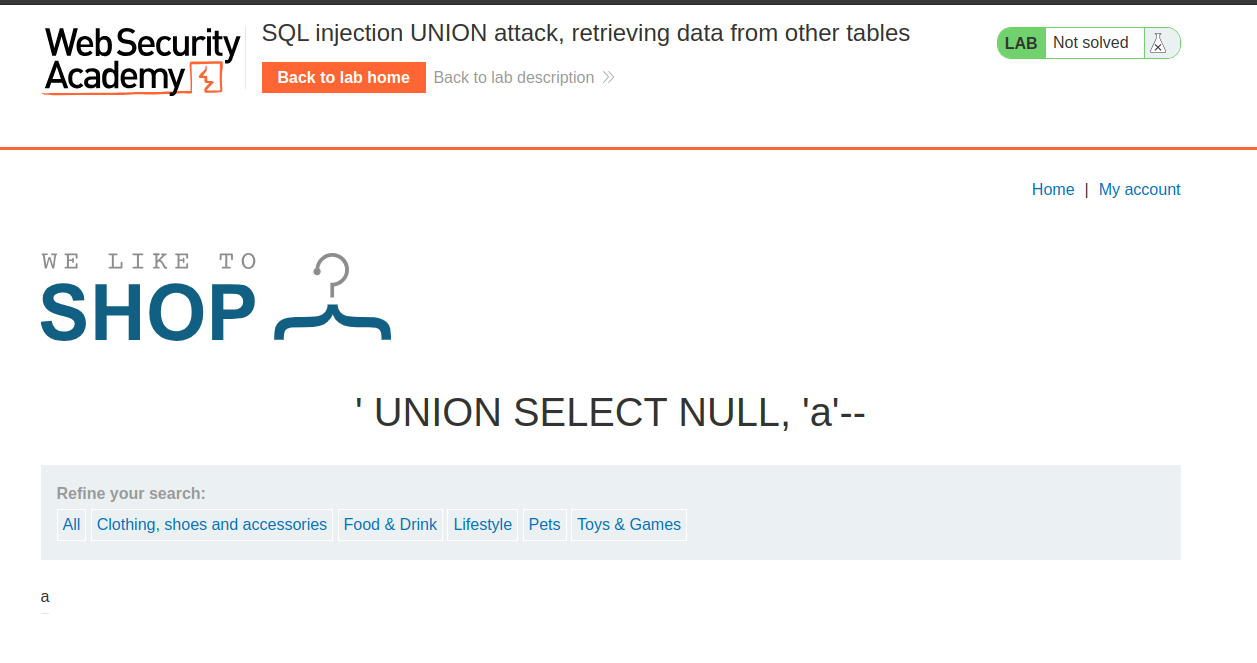 Web Security
Academy
SQL injection UNION attack, retrieving data from other tables
Back to lab home
Back to lab description
LAB
Not solved
Home | My account
WE LIKE TO
SHOP
' UNION SELECT NULL, 'a'--
Refine your search:
All
Clothing, shoes and accessories
Food & Drink
Lifestyle
Pets
Toys & Games
a